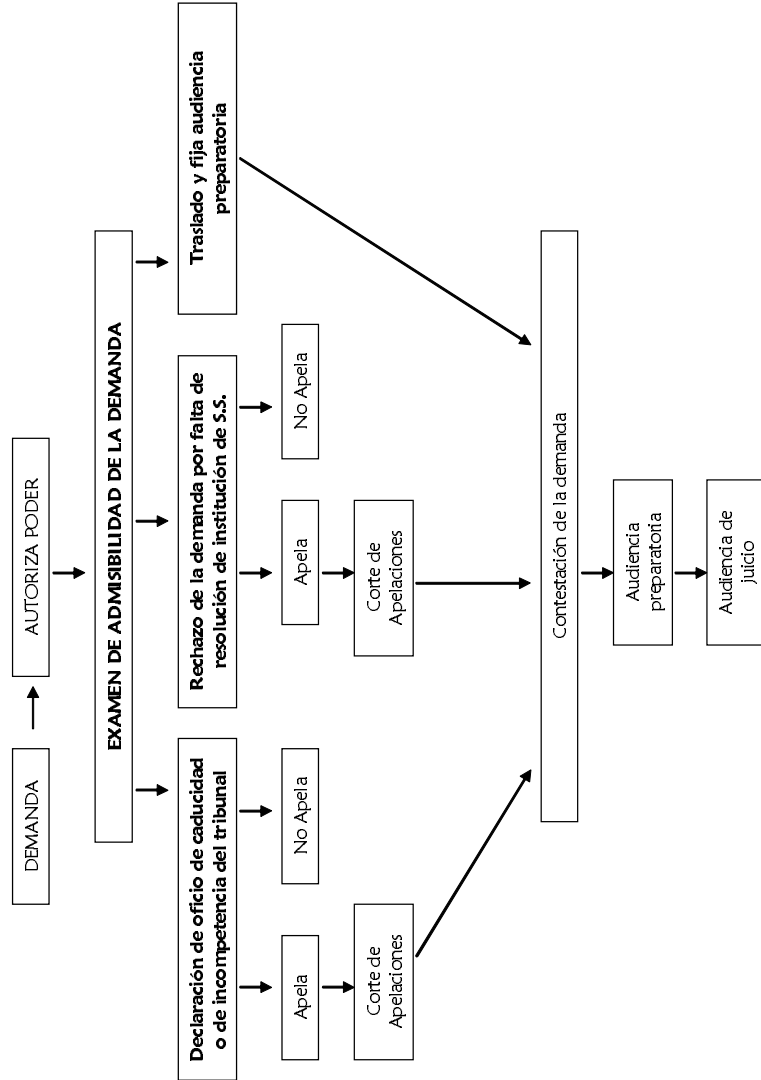 DEMANDA
AUTORIZA PODER
EXAMEN DE ADMISIBILIDAD DE LA DEMANDA
Declaración de oficio de caducidad
o de incompetencia del tribunal
Rechazo de la demanda por falta de
resolución de institución de S.S.
Traslado y fija audiencia
preparatoria
Apela
No Apela
Apela
No Apela
Corte de
Apelaciones
Corte de
Apelaciones
Contestación de la demanda
Audiencia
preparatoria
Audiencia de
juicio